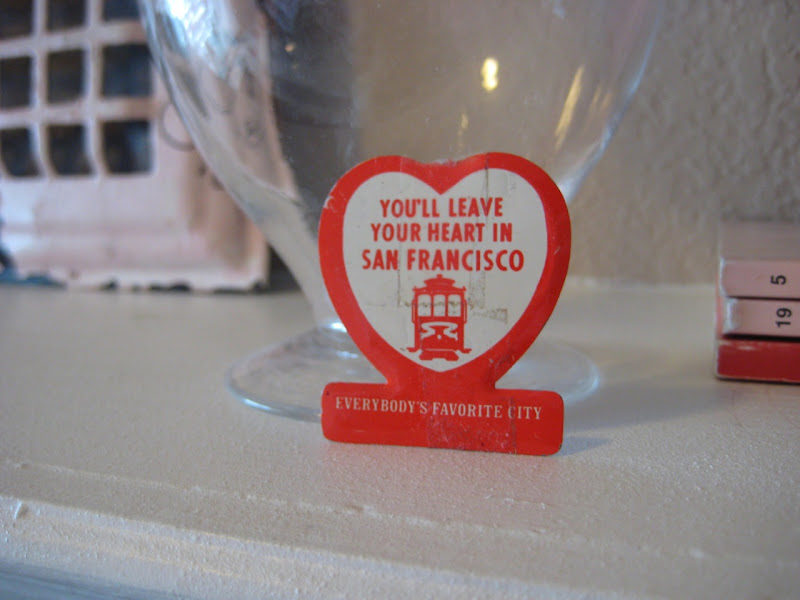 YOU'LL LEAVE
YOUR HEART IN
SAN FRANCISCO
EVERYBODY'S FAVORITE CITY
5
19